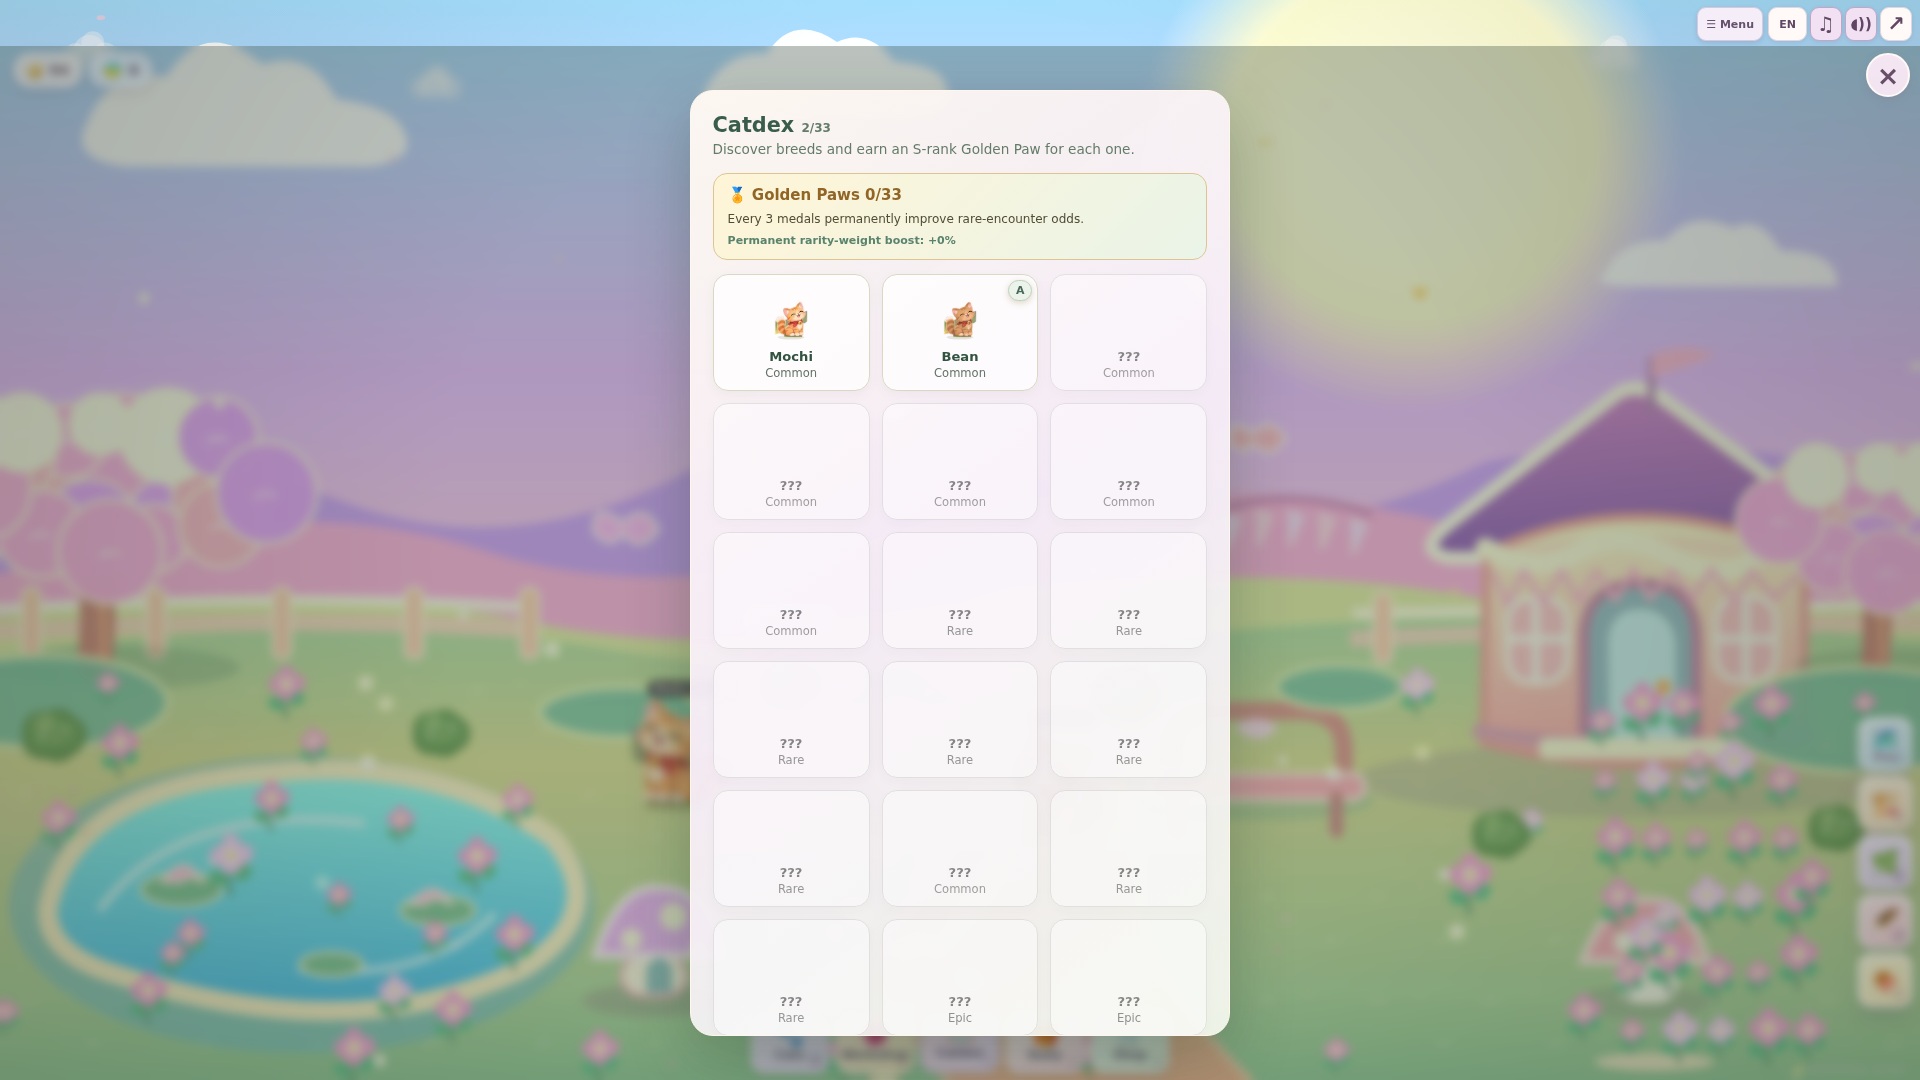 ☰ Menu
EN
Catdex 2/33
Discover breeds and earn an S-rank Golden Paw for each one.
🏅 Golden Paws 0/33
Every 3 medals permanently improve rare-encounter odds.
Permanent rarity-weight boost: +0%
A
Mochi
Common
Bean
Common
???
Common
???
Common
???
Common
???
Common
???
Common
???
Rare
???
Rare
???
Rare
???
Rare
???
Rare
???
Rare
???
Common
???
Rare
???
Rare
???
Epic
???
Epic